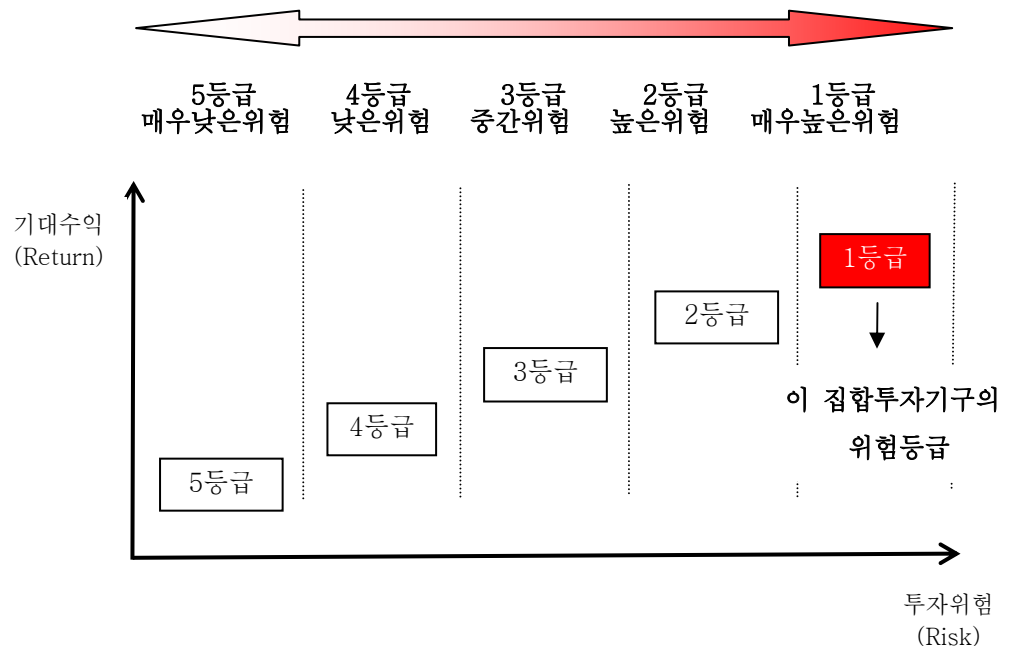 5등급 4등급 3등급 2등급 1등급
매우낮은위험 낮은위험 중간위험 높은위험 매우높은위험
기대수익
(Return)
1등급
2등급
3등급
4등급
5등급
이 집합투자기구의
위험등급
투자위험
(Risk)